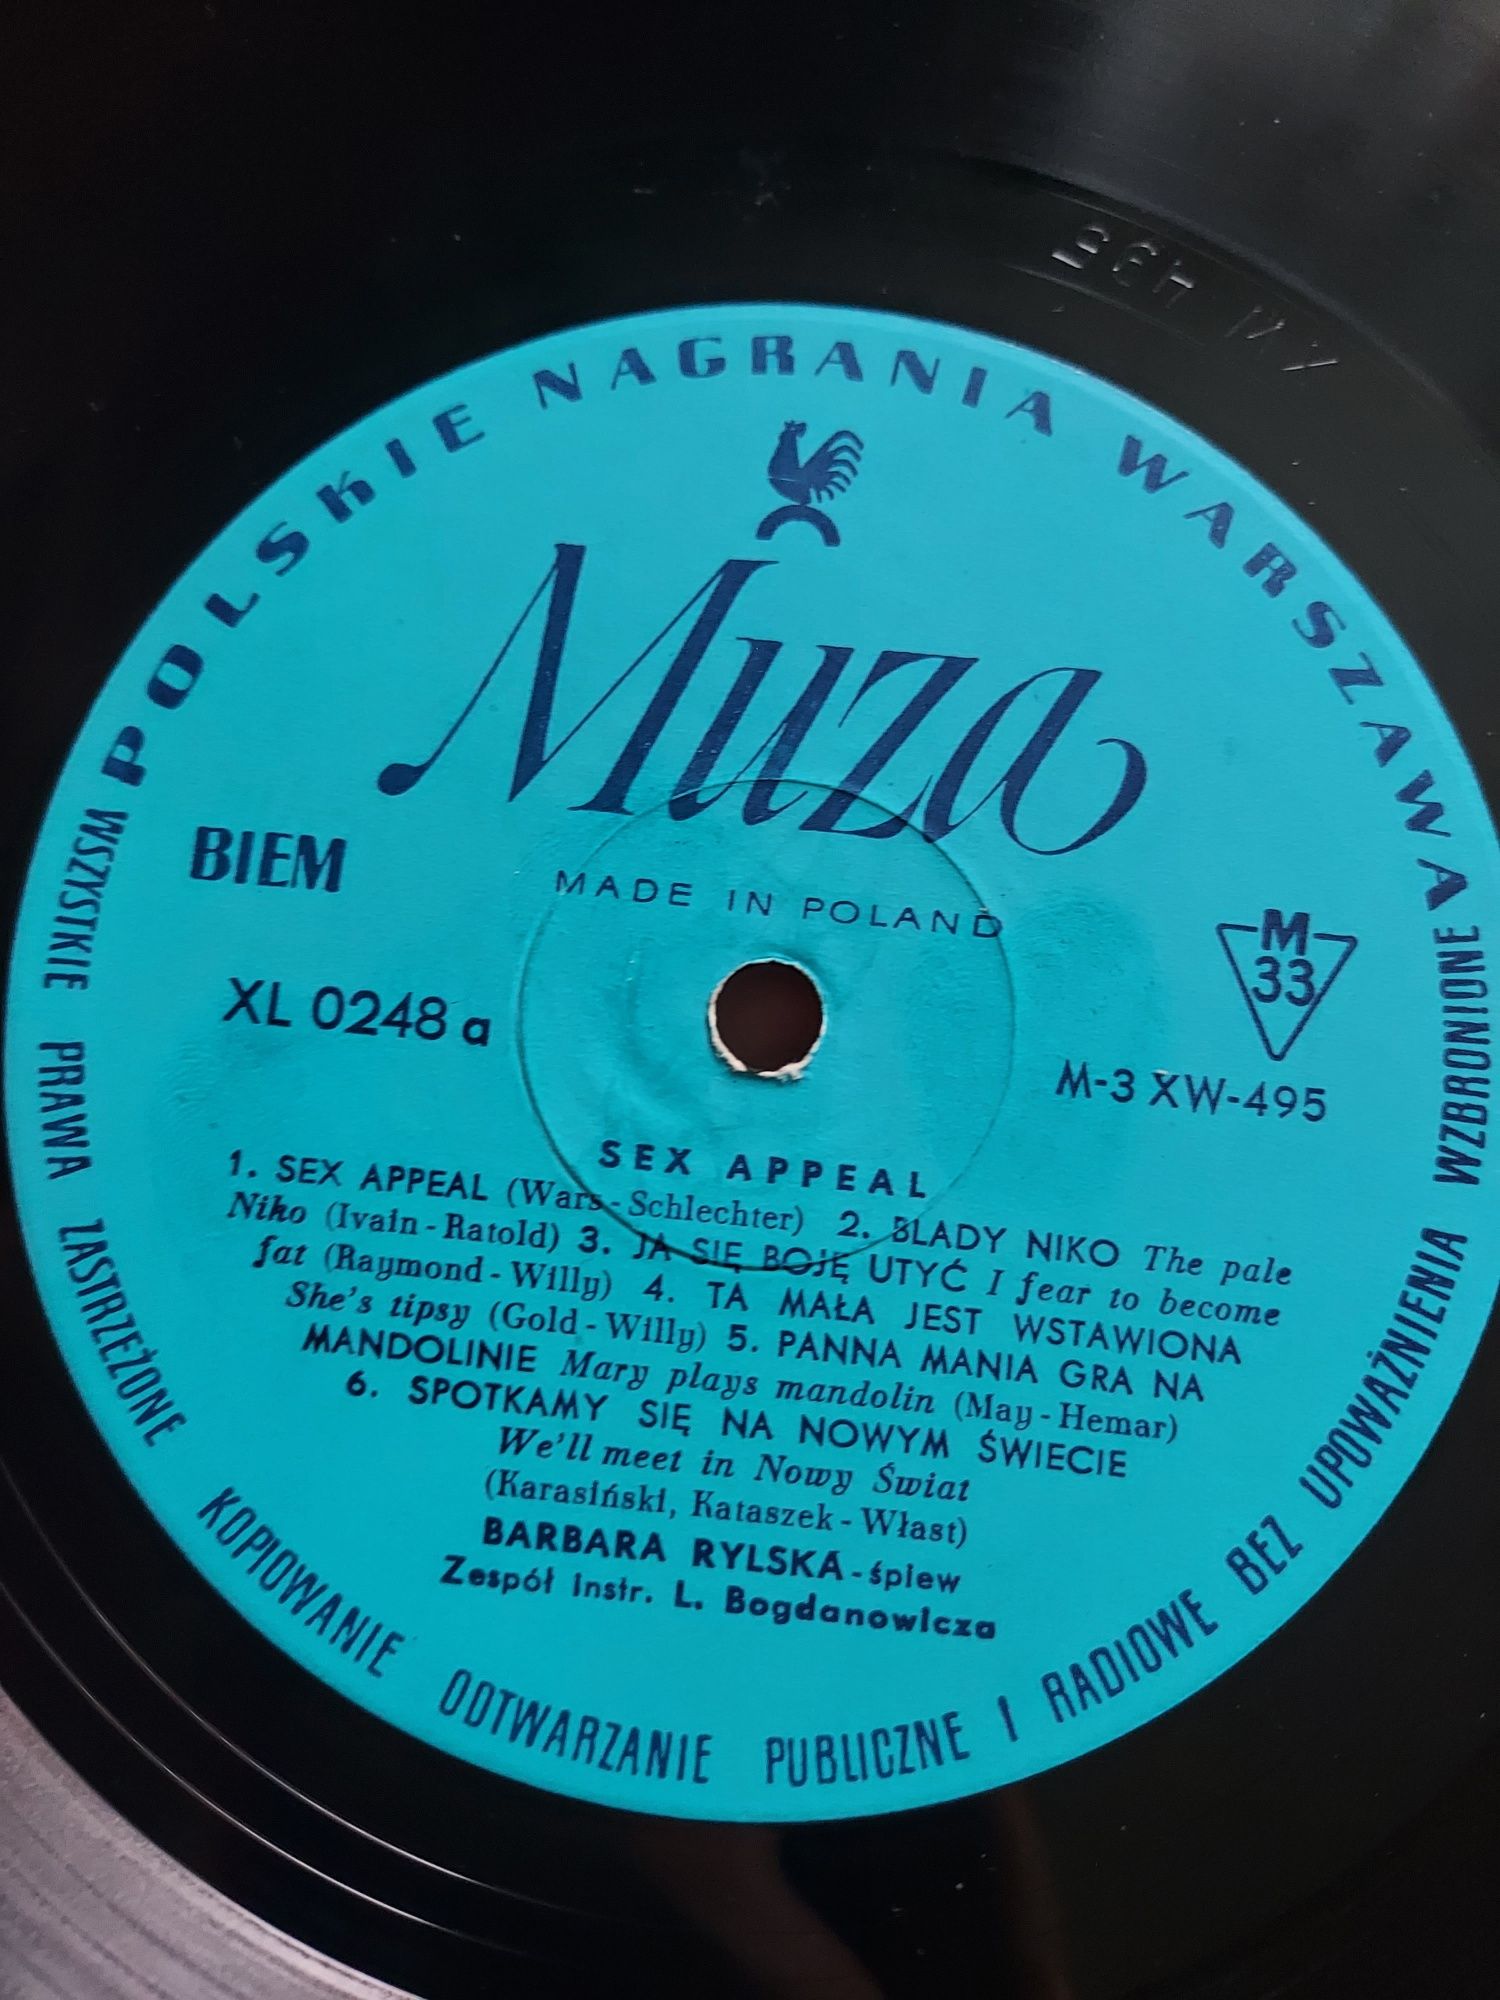 XW 495
POLSKIE NAGRANIA WARSZAWA
Muza
BIEM
MADE IN POLAND
M
33
XL 0248 a
M-3 XW-495
SEX APPEAL
1. SEX APPEAL (Wars - Schlechter) 2. BLADY NIKO The pale
Niko (Ivain - Ratold) 3. JA SIĘ BOJĘ UTYĆ I fear to become
fat (Raymond - Willy) 4. TA MAŁA JEST WSTAWIONA
She's tipsy (Gold - Willy) 5. PANNA MANIA GRA NA
MANDOLINIE Mary plays mandolin (May - Hemar)
6. SPOTKAMY SIĘ NA NOWYM ŚWIECIE
We'll meet in Nowy Świat
(Karasiński, Kataszek - Włast)
BARBARA RYLSKA - śpiew
Zespół instr. L. Bogdanowicza
WSZYSTKIE PRAWA ZASTRZEŻONE KOPIOWANIE ODTWARZANIE PUBLICZNE I RADIOWE BEZ UPOWAŻNIENIA WZBRONIONE